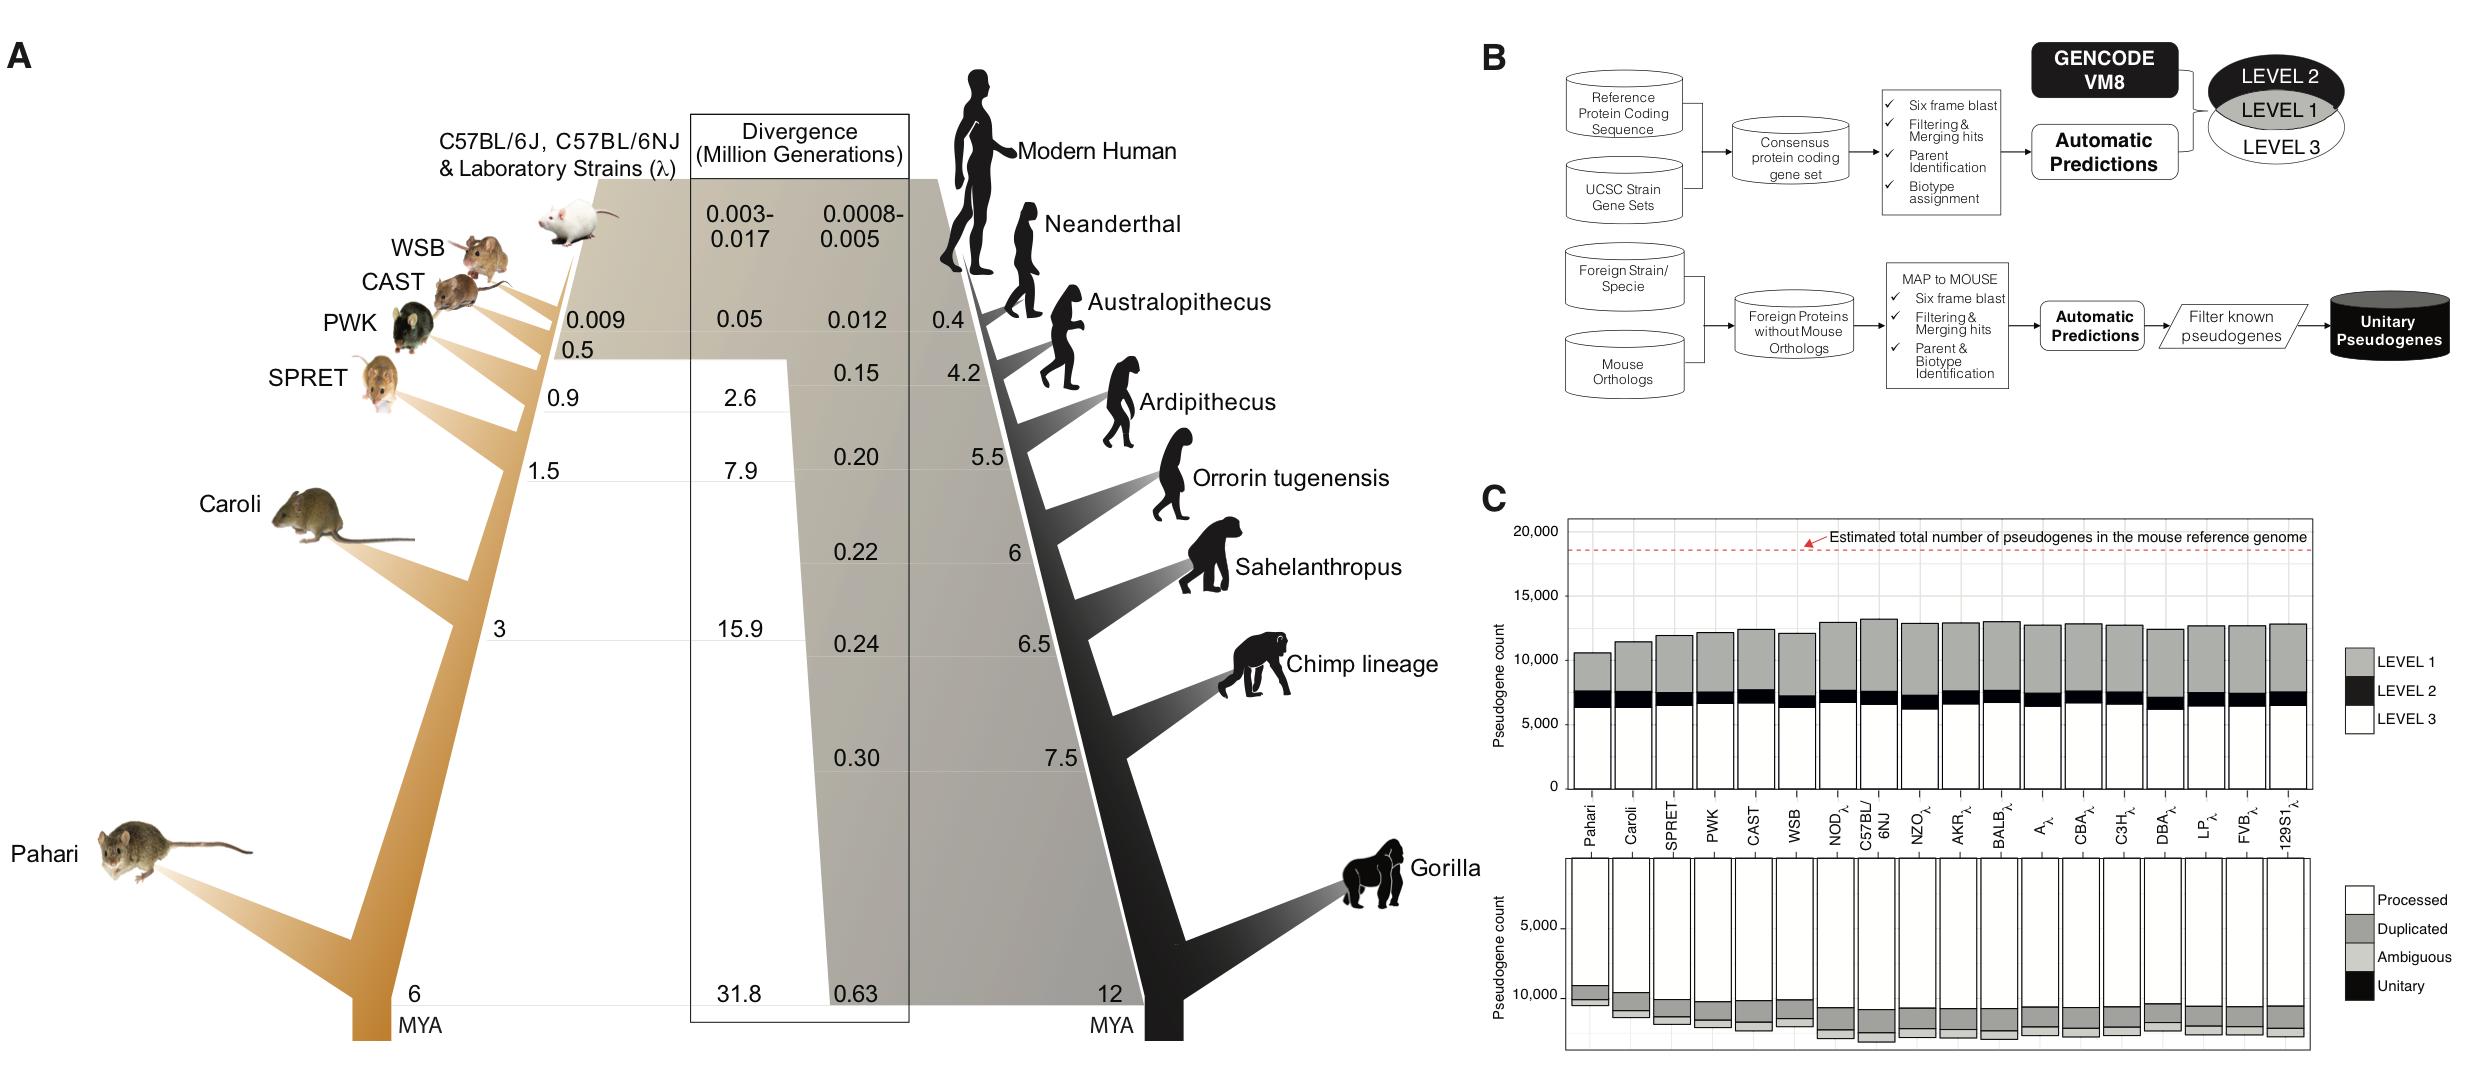 A
C57BL/6J, C57BL/6NJ
& Laboratory Strains (λ)
Divergence
(Million Generations)
WSB
CAST
PWK
SPRET
Caroli
Pahari
Modern Human
Neanderthal
Australopithecus
Ardipithecus
Orrorin tugenensis
Sahelanthropus
Chimp lineage
Gorilla
0.003-
0.017
0.0008-
0.005
0.009
0.05
0.012
0.4
0.5
0.15
4.2
0.9
2.6
0.20
5.5
1.5
7.9
0.22
6
3
15.9
0.24
6.5
0.30
7.5
6
31.8
0.63
12
MYA
MYA
B
Reference
Protein Coding
Sequence
UCSC Strain
Gene Sets
Consensus
protein coding
gene set
✓ Six frame blast
✓ Filtering &
Merging hits
✓ Parent
Identification
✓ Biotype
assignment
GENCODE
VM8
Automatic
Predictions
LEVEL 2
LEVEL 1
LEVEL 3
Foreign Strain/
Specie
Mouse
Orthologs
Foreign Proteins
without Mouse
Orthologs
MAP to MOUSE
✓ Six frame blast
✓ Filtering &
Merging hits
✓ Parent &
Biotype
Identification
Automatic
Predictions
Filter known
pseudogenes
Unitary
Pseudogenes
C
Pseudogene count
20,000
15,000
10,000
5,000
0
Estimated total number of pseudogenes in the mouse reference genome
LEVEL 1
LEVEL 2
LEVEL 3
Pahari
Caroli
SPRET
PWK
CAST
WSB
NODλ
C57BL/
6NJ
NZOλ
AKRλ
BALBλ
Aλ
CBAλ
C3Hλ
DBAλ
LPλ
FVBλ
129S1λ
Pseudogene count
5,000
10,000
Processed
Duplicated
Ambiguous
Unitary